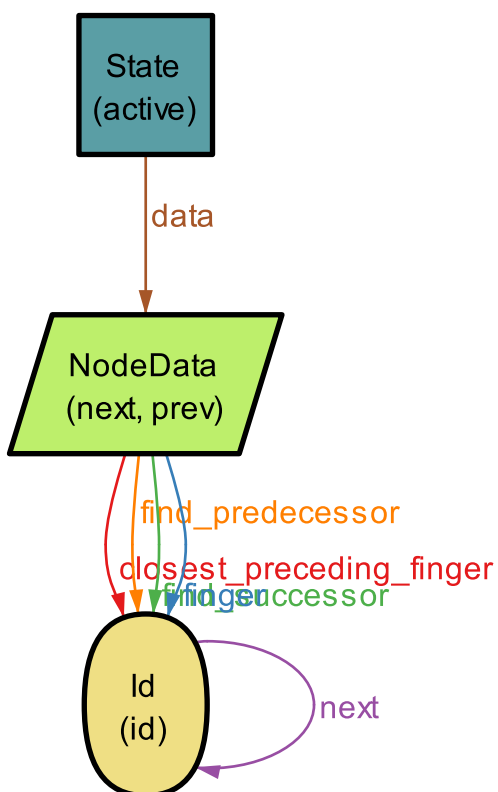 State
(active)
data
NodeData
(next, prev)
find_predecessor
closest_preceding_finger
find_successor
finger
Id
(id)
next